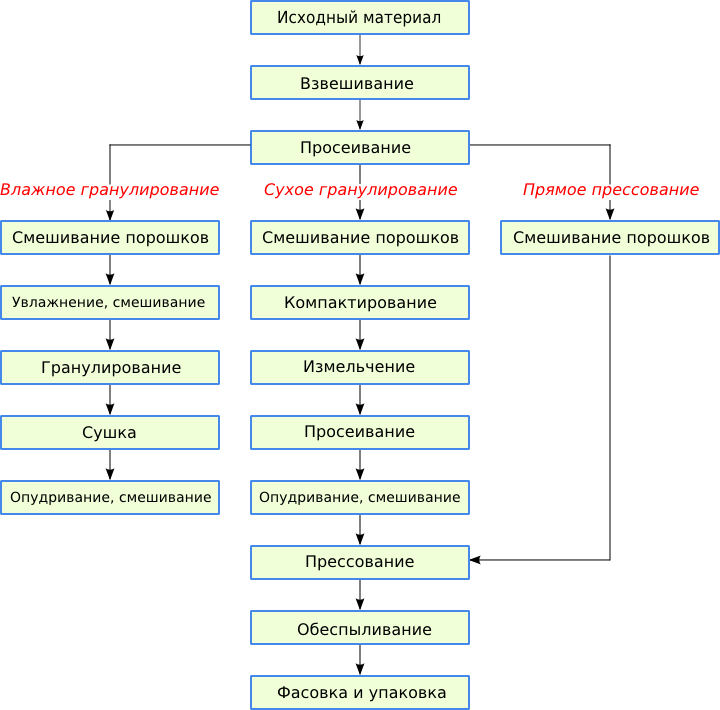 Исходный материал
Взвешивание
Просеивание
Влажное гранулирование
Сухое гранулирование
Прямое прессование
Смешивание порошков
Смешивание порошков
Смешивание порошков
Увлажнение, смешивание
Компактирование
Гранулирование
Измельчение
Сушка
Просеивание
Опудривание, смешивание
Опудривание, смешивание
Прессование
Обеспыливание
Фасовка и упаковка